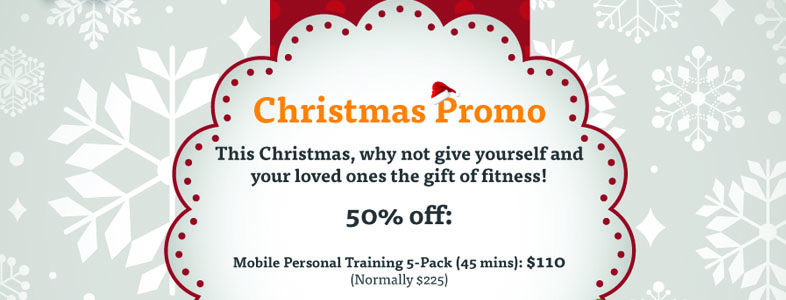 Christmas Promo
This Christmas, why not give yourself and
your loved ones the gift of fitness!
50% off:
Mobile Personal Training 5-Pack (45 mins): $110
(Normally $225)